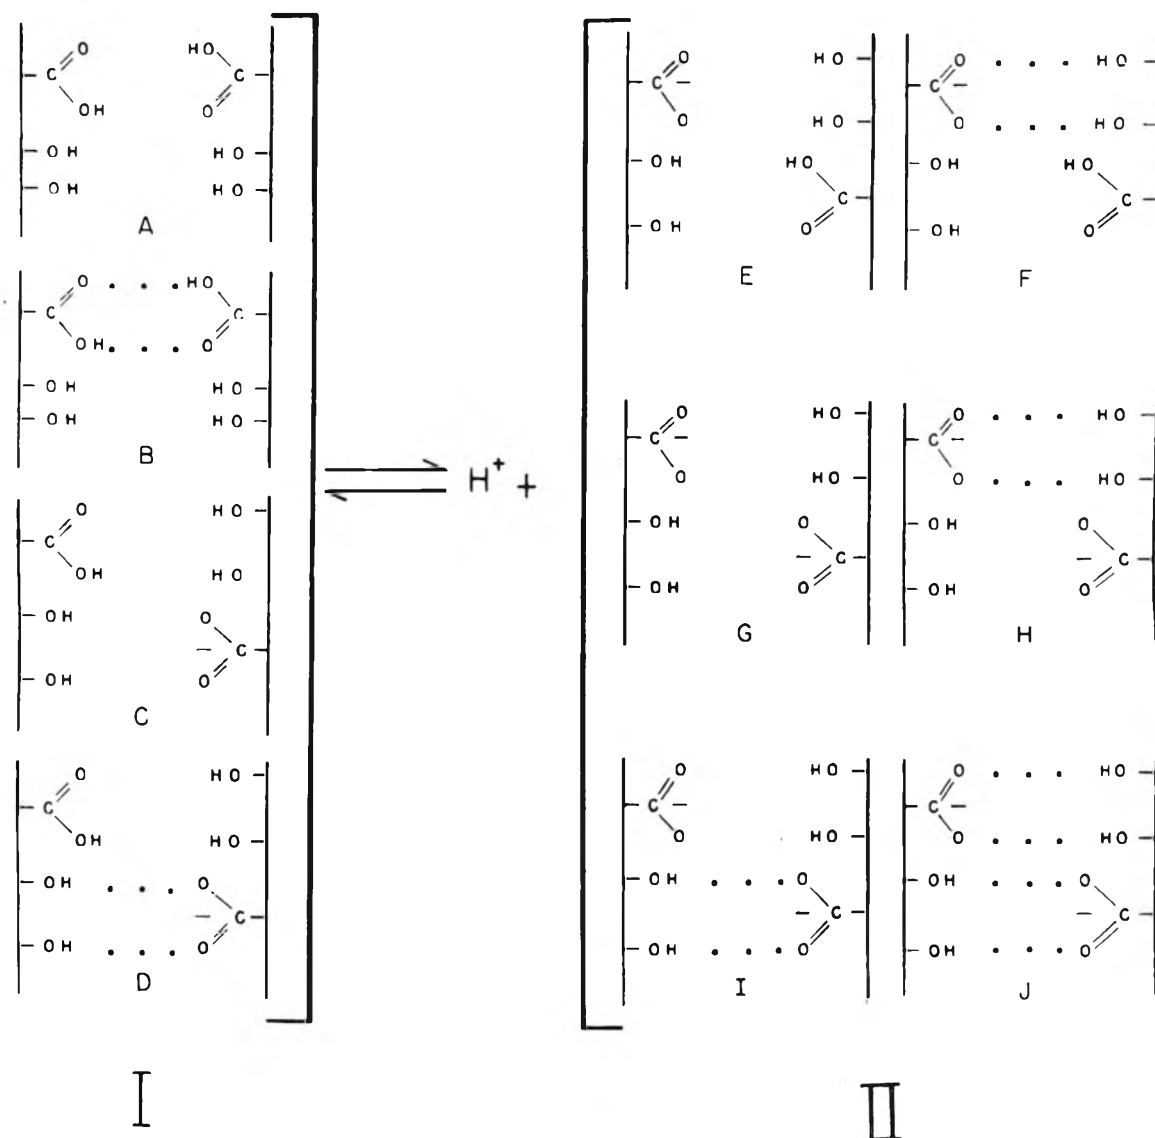 O HO
C C
OH O
OH HO
OH HO
A
O . . . HO
C C
OH . . . O
OH HO
OH HO
B
O HO
C
OH HO
OH O
− C
OH O
C
O HO
C
OH HO
OH . . . O
− C
OH . . . O
D
I
H⁺ +
O HO
C −
O HO
OH HO
C
OH O
E
O . . . HO
C −
O . . . HO
OH HO
C
OH O
F
O HO
C −
O HO
OH O
− C
OH O
G
O . . . HO
C −
O . . . HO
OH O
− C
OH O
H
O HO
C −
O HO
OH . . . O
− C
OH . . . O
I
O . . . HO
C −
O . . . HO
OH . . . O
− C
OH . . . O
J
II